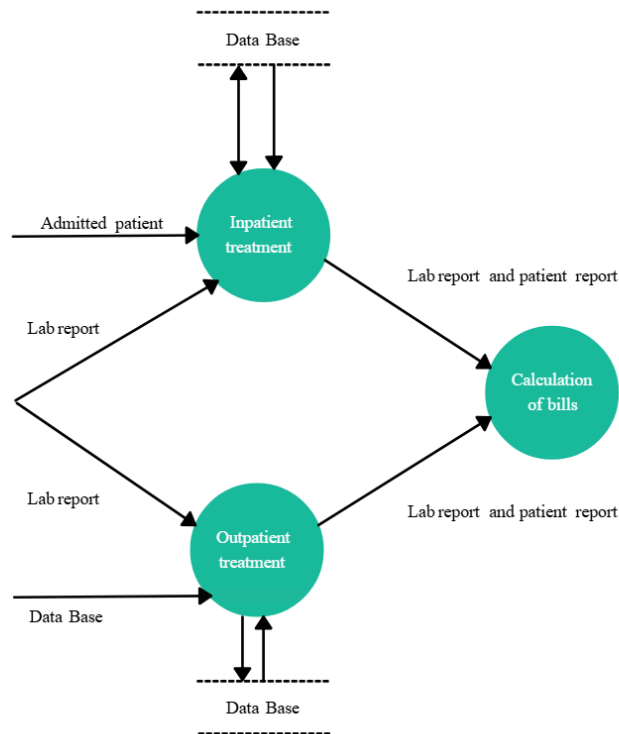 Data Base
Admitted patient
Inpatient
treatment
Lab report
Lab report and patient report
Calculation
of bills
Lab report
Lab report and patient report
Outpatient
treatment
Data Base
Data Base